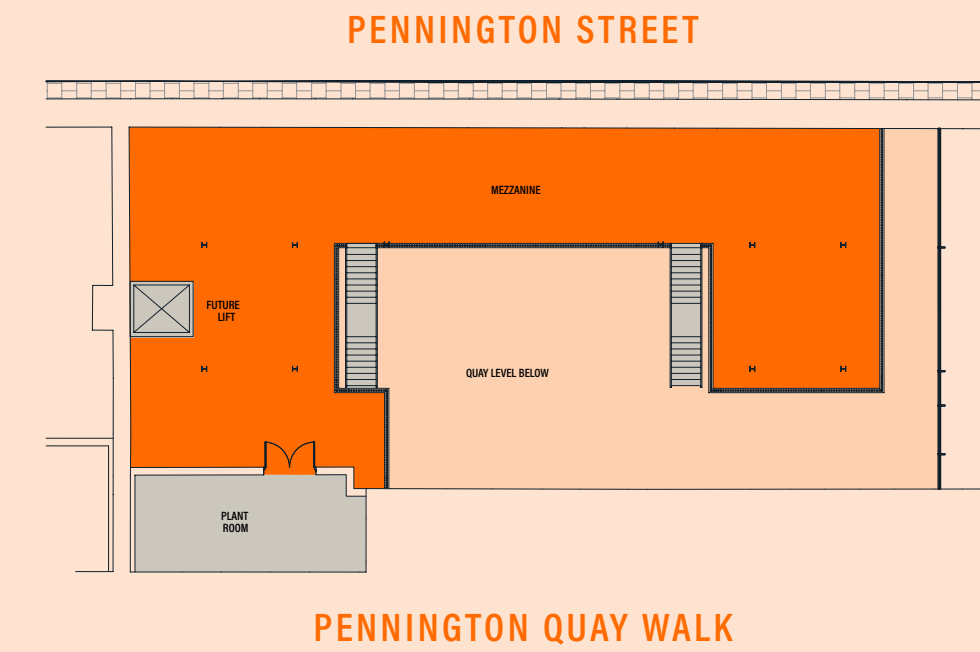 PENNINGTON STREET
MEZZANINE
FUTURE
LIFT
QUAY LEVEL BELOW
PLANT
ROOM
PENNINGTON QUAY WALK